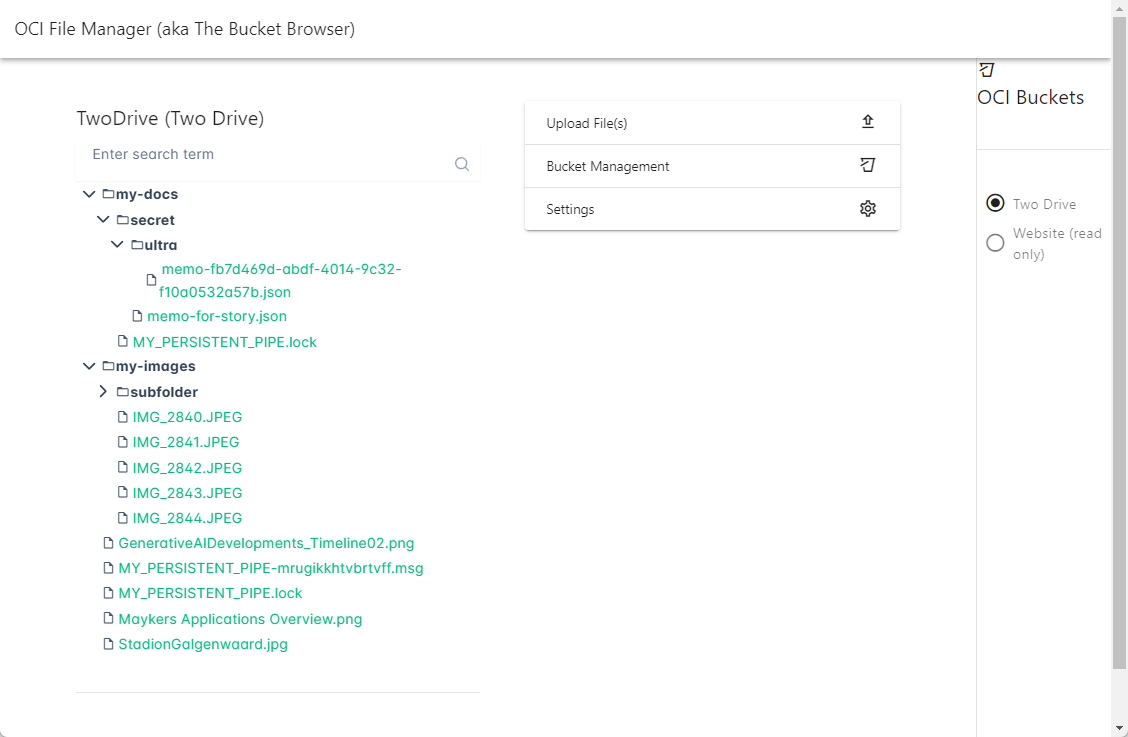 OCI File Manager (aka The Bucket Browser)
TwoDrive (Two Drive)
Enter search term
my-docs
secret
ultra
memo-fb7d469d-abdf-4014-9c32-
f10a0532a57b.json
memo-for-story.json
MY_PERSISTENT_PIPE.lock
my-images
subfolder
IMG_2840.JPEG
IMG_2841.JPEG
IMG_2842.JPEG
IMG_2843.JPEG
IMG_2844.JPEG
GenerativeAIDevelopments_Timeline02.png
MY_PERSISTENT_PIPE-mrugikkhtvbrtvff.msg
MY_PERSISTENT_PIPE.lock
Maykers Applications Overview.png
StadionGalgenwaard.jpg
Upload File(s)
Bucket Management
Settings
OCI Buckets
Two Drive
Website (read
only)